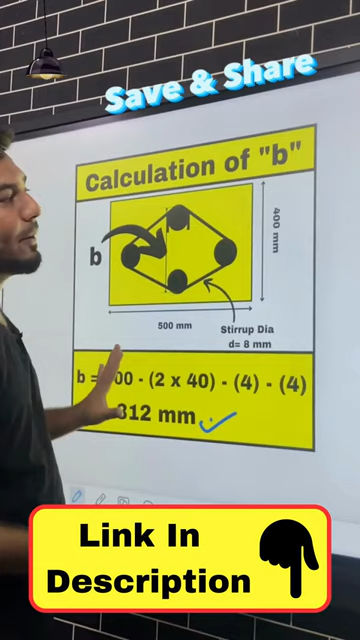 Save & Share
Calculation of "b"
b
400 mm
500 mm
Stirrup Dia
d= 8 mm
b = 00 - (2 x 40) - (4) - (4)
312 mm
Link In
Description